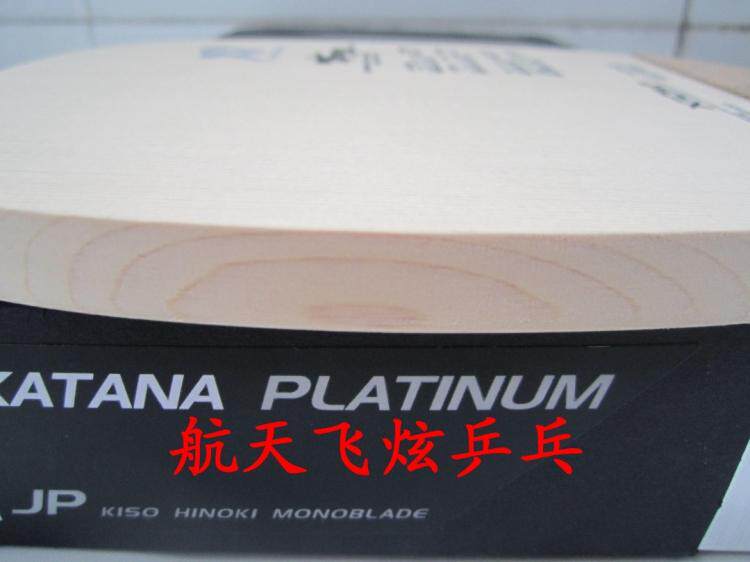 KATANA PLATINUM
航天飞炫乒乓
JP KISO HINOKI MONOBLADE